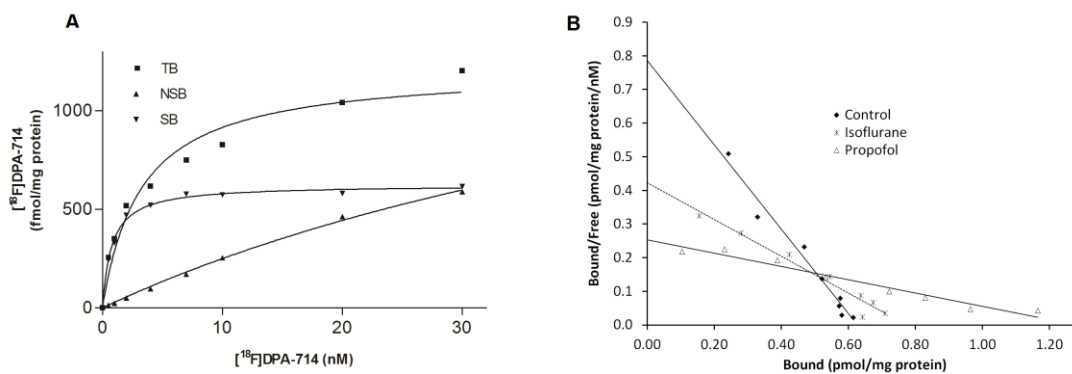 A
TB
NSB
SB
1000
500
0
[¹⁸F]DPA-714
(fmol/mg protein)
0
10
20
30
[¹⁸F]DPA-714 (nM)
B
0.9
0.8
0.7
0.6
0.5
0.4
0.3
0.2
0.1
0.0
Bound/Free (pmol/mg protein/nM)
Control
Isoflurane
Propofol
0.00
0.20
0.40
0.60
0.80
1.00
1.20
Bound (pmol/mg protein)